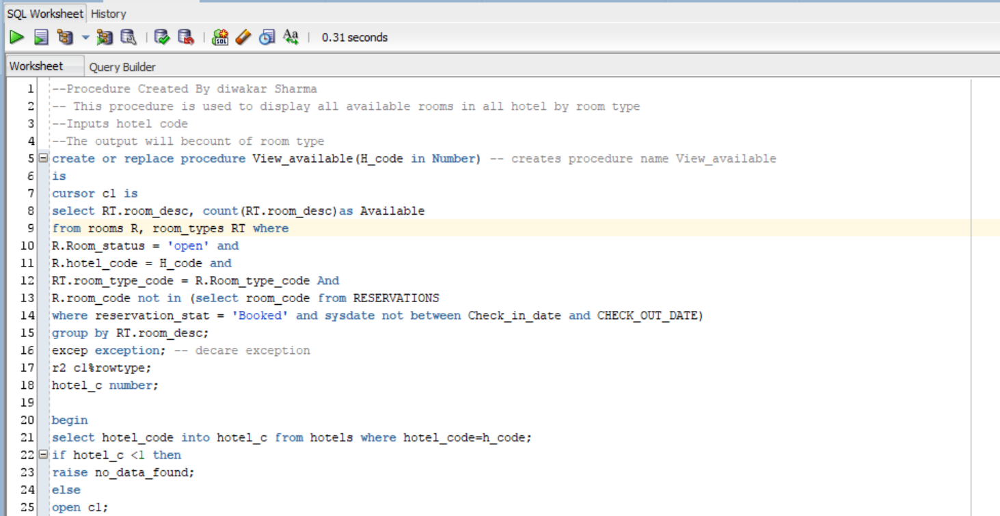 SQL Worksheet History
0.31 seconds
Worksheet Query Builder
1 --Procedure Created By diwakar Sharma
2 -- This procedure is used to display all available rooms in all hotel by room type
3 --Inputs hotel code
4 --The output will becount of room type
5 create or replace procedure View_available(H_code in Number) -- creates procedure name View_available
6 is
7 cursor c1 is
8 select RT.room_desc, count(RT.room_desc)as Available
9 from rooms R, room_types RT where
10 R.Room_status = 'open' and
11 R.hotel_code = H_code and
12 RT.room_type_code = R.Room_type_code And
13 R.room_code not in (select room_code from RESERVATIONS
14 where reservation_stat = 'Booked' and sysdate not between Check_in_date and CHECK_OUT_DATE)
15 group by RT.room_desc;
16 excep exception; -- decare exception
17 r2 c1%rowtype;
18 hotel_c number;
19
20 begin
21 select hotel_code into hotel_c from hotels where hotel_code=h_code;
22 if hotel_c <1 then
23 raise no_data_found;
24 else
25 open c1;